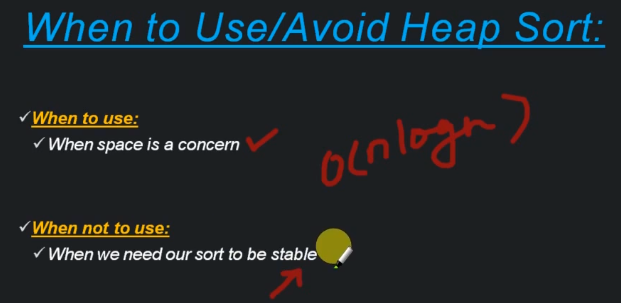 When to Use/Avoid Heap Sort:
When to use:
When space is a concern
O(n logn)
When not to use:
When we need our sort to be stable